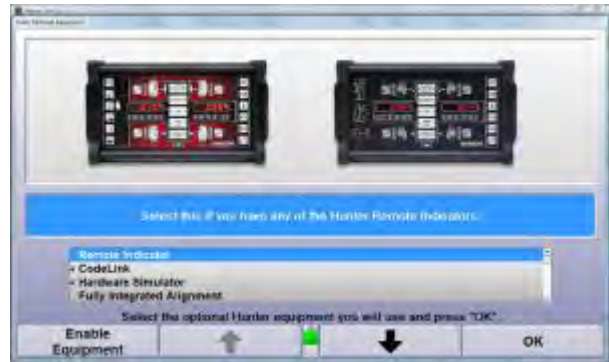 Select this if you have any of the Hunter Remote Indicators.
Remote Indicator
CodeLink
Hardware Simulator
Fully Integrated Alignment
Select the optional Hunter equipment you will use and press "OK".
Enable
Equipment
OK